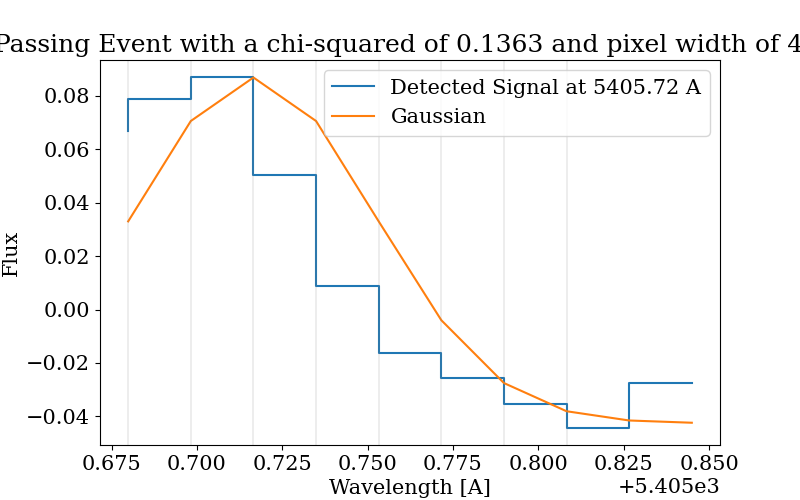 Passing Event with a chi-squared of 0.1363 and pixel width of 4
Detected Signal at 5405.72 A
Gaussian
Flux
0.08
0.06
0.04
0.02
0.00
−0.02
−0.04
0.675 0.700 0.725 0.750 0.775 0.800 0.825 0.850
Wavelength [A]
+5.405e3